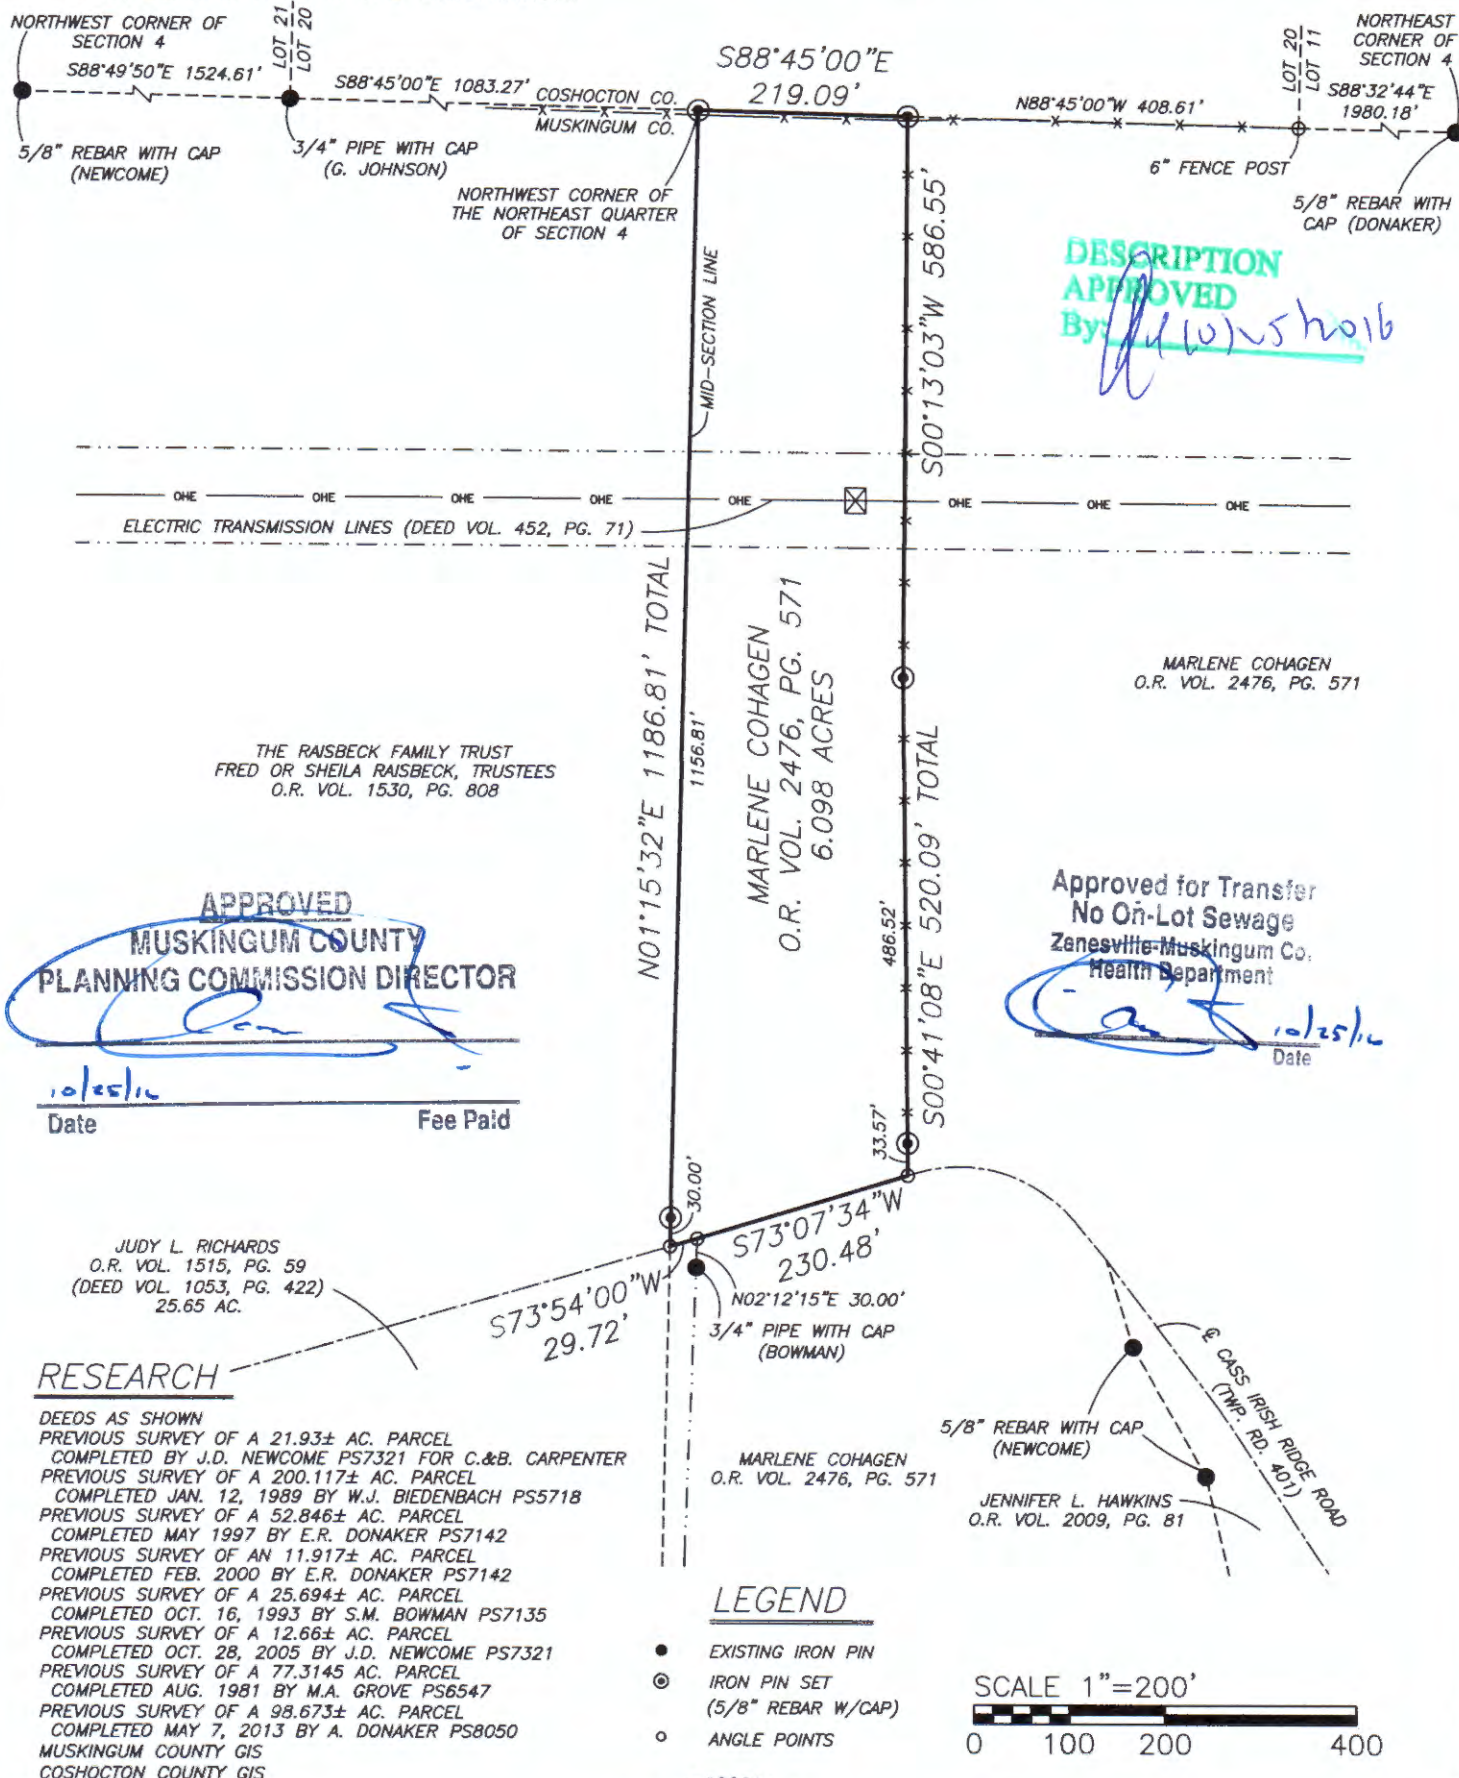 NORTHWEST CORNER OF
SECTION 4
S88°49'50"E 1524.61'
5/8" REBAR WITH CAP
(NEWCOME)
LOT 21
LOT 20
S88°45'00"E 1083.27'
3/4" PIPE WITH CAP
(G. JOHNSON)
COSHOCTON CO.
MUSKINGUM CO.
NORTHWEST CORNER OF
THE NORTHEAST QUARTER
OF SECTION 4
S88°45'00"E
219.09'
N88°45'00"W 408.61'
LOT 20
LOT 11
6" FENCE POST
NORTHEAST
CORNER OF
SECTION 4
S88°32'44"E
1980.18'
5/8" REBAR WITH
CAP (DONAKER)
MID-SECTION LINE
S00°13'03"W 586.55'
DESCRIPTION
APPROVED
By:
OHE OHE OHE OHE OHE OHE OHE OHE
ELECTRIC TRANSMISSION LINES (DEED VOL. 452, PG. 71)
N01°15'32"E 1186.81' TOTAL
1156.81'
MARLENE COHAGEN
O.R. VOL. 2476, PG. 571
6.098 ACRES
MARLENE COHAGEN
O.R. VOL. 2476, PG. 571
THE RAISBECK FAMILY TRUST
FRED OR SHEILA RAISBECK, TRUSTEES
O.R. VOL. 1530, PG. 808
486.52'
S00°41'08"E 520.09' TOTAL
APPROVED
MUSKINGUM COUNTY
PLANNING COMMISSION DIRECTOR
10/25/16
Date Fee Paid
Approved for Transfer
No On-Lot Sewage
Zanesville-Muskingum Co.
Health Department
10/25/16
Date
33.57'
30.00'
S73°07'34"W
230.48'
JUDY L. RICHARDS
O.R. VOL. 1515, PG. 59
(DEED VOL. 1053, PG. 422)
25.65 AC.
S73°54'00"W
29.72'
N02°12'15"E 30.00'
3/4" PIPE WITH CAP
(BOWMAN)
℄ CASS IRISH RIDGE ROAD
(TWP. RD. 401)
5/8" REBAR WITH CAP
(NEWCOME)
MARLENE COHAGEN
O.R. VOL. 2476, PG. 571
JENNIFER L. HAWKINS
O.R. VOL. 2009, PG. 81
RESEARCH
DEEDS AS SHOWN
PREVIOUS SURVEY OF A 21.93± AC. PARCEL
COMPLETED BY J.D. NEWCOME PS7321 FOR C.&B. CARPENTER
PREVIOUS SURVEY OF A 200.117± AC. PARCEL
COMPLETED JAN. 12, 1989 BY W.J. BIEDENBACH PS5718
PREVIOUS SURVEY OF A 52.846± AC. PARCEL
COMPLETED MAY 1997 BY E.R. DONAKER PS7142
PREVIOUS SURVEY OF AN 11.917± AC. PARCEL
COMPLETED FEB. 2000 BY E.R. DONAKER PS7142
PREVIOUS SURVEY OF A 25.694± AC. PARCEL
COMPLETED OCT. 16, 1993 BY S.M. BOWMAN PS7135
PREVIOUS SURVEY OF A 12.66± AC. PARCEL
COMPLETED OCT. 28, 2005 BY J.D. NEWCOME PS7321
PREVIOUS SURVEY OF A 77.3145 AC. PARCEL
COMPLETED AUG. 1981 BY M.A. GROVE PS6547
PREVIOUS SURVEY OF A 98.673± AC. PARCEL
COMPLETED MAY 7, 2013 BY A. DONAKER PS8050
MUSKINGUM COUNTY GIS
COSHOCTON COUNTY GIS
LEGEND
EXISTING IRON PIN
IRON PIN SET
(5/8" REBAR W/CAP)
ANGLE POINTS
SCALE 1"=200'
0 100 200 400